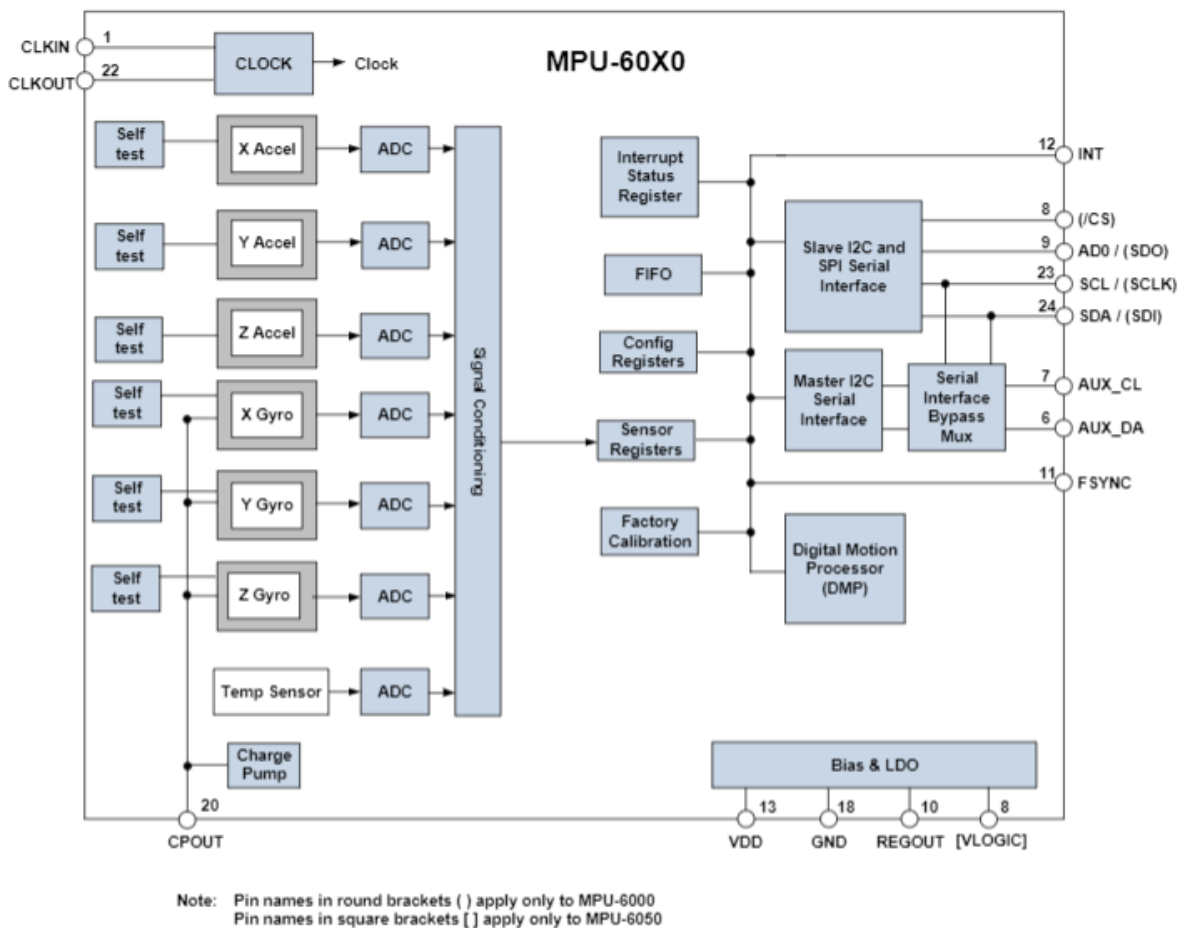 MPU-60X0
CLKIN
1
CLKOUT
22
CLOCK
Clock
Self
test
X Accel
ADC
Self
test
Y Accel
ADC
Self
test
Z Accel
ADC
Self
test
X Gyro
ADC
Self
test
Y Gyro
ADC
Self
test
Z Gyro
ADC
Temp Sensor
ADC
Charge
Pump
20
CPOUT
Signal Conditioning
Interrupt
Status
Register
FIFO
Config
Registers
Sensor
Registers
Factory
Calibration
Slave I2C and
SPI Serial
Interface
Master I2C
Serial
Interface
Serial
Interface
Bypass
Mux
Digital Motion
Processor
(DMP)
12
INT
8
(/CS)
9
AD0 / (SDO)
23
SCL / (SCLK)
24
SDA / (SDI)
7
AUX_CL
6
AUX_DA
11
FSYNC
Bias & LDO
13
18
10
8
VDD
GND
REGOUT
[VLOGIC]
Note: Pin names in round brackets ( ) apply only to MPU-6000
Pin names in square brackets [ ] apply only to MPU-6050